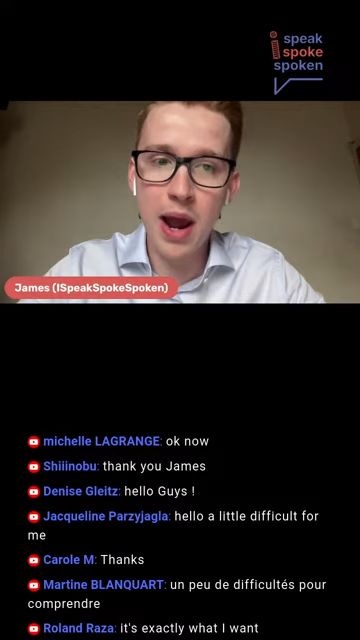 i speak
spoke
spoken
James (ISpeakSpokeSpoken)
michelle LAGRANGE: ok now
Shiiinobu: thank you James
Denise Gleitz: hello Guys !
Jacqueline Parzyjagla: hello a little difficult for
me
Carole M: Thanks
Martine BLANQUART: un peu de difficultés pour
comprendre
Roland Raza: it's exactly what I want